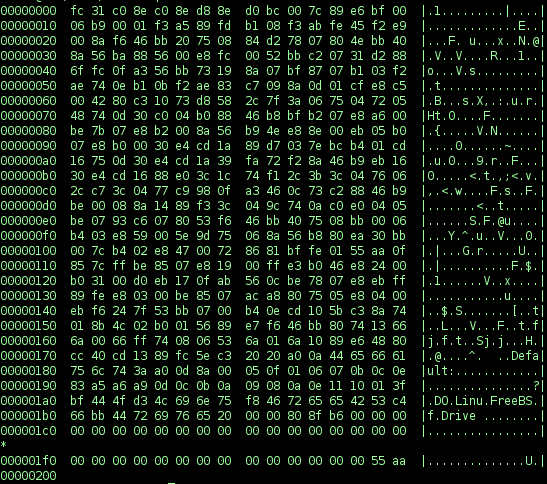 00000000  fc 31 c0 8e c0 8e d8 8e  d0 bc 00 7c 89 e6 bf 00  |.1.........|....|
00000010  06 b9 00 01 f3 a5 89 fd  b1 08 f3 ab fe 45 f2 e9  |.............E..|
00000020  00 8a f6 46 bb 20 75 08  84 d2 78 07 80 4e bb 40  |...F. u...x..N.@|
00000030  8a 56 ba 88 56 00 e8 fc  00 52 bb c2 07 31 d2 88  |.V..V....R...1..|
00000040  6f fc 0f a3 56 bb 73 19  8a 07 bf 87 07 b1 03 f2  |o...V.s.........|
00000050  ae 74 0e b1 0b f2 ae 83  c7 09 8a 0d 01 cf e8 c5  |.t..............|
00000060  00 42 80 c3 10 73 d8 58  2c 7f 3a 06 75 04 72 05  |.B...s.X,.:.u.r.|
00000070  48 74 0d 30 c0 04 b0 88  46 b8 bf b2 07 e8 a6 00  |Ht.0....F.......|
00000080  be 7b 07 e8 b2 00 8a 56  b9 4e e8 8e 00 eb 05 b0  |.{.....V.N......|
00000090  07 e8 b0 00 30 e4 cd 1a  89 d7 03 7e bc b4 01 cd  |....0......~....|
000000a0  16 75 0d 30 e4 cd 1a 39  fa 72 f2 8a 46 b9 eb 16  |.u.0...9.r..F...|
000000b0  30 e4 cd 16 88 e0 3c 1c  74 f1 2c 3b 3c 04 76 06  |0.....<.t.,;<.v.|
000000c0  2c c7 3c 04 77 c9 98 0f  a3 46 0c 73 c2 88 46 b9  |,.<.w....F.s..F.|
000000d0  be 00 08 8a 14 89 f3 3c  04 9c 74 0a c0 e0 04 05  |.......<..t.....|
000000e0  be 07 93 c6 07 80 53 f6  46 bb 40 75 08 bb 00 06  |......S.F.@u....|
000000f0  b4 03 e8 59 00 5e 9d 75  06 8a 56 b8 80 ea 30 bb  |...Y.^.u..V...0.|
00000100  00 7c b4 02 e8 47 00 72  86 81 bf fe 01 55 aa 0f  |.|...G.r.....U..|
00000110  85 7c ff be 85 07 e8 19  00 ff e3 b0 46 e8 24 00  |.|..........F.$.|
00000120  b0 31 00 d0 eb 17 0f ab  56 0c be 78 07 e8 eb ff  |.1......V..x....|
00000130  89 fe e8 03 00 be 85 07  ac a8 80 75 05 e8 04 00  |...........u....|
00000140  eb f6 24 7f 53 bb 07 00  b4 0e cd 10 5b c3 8a 74  |..$.S.......[..t|
00000150  01 8b 4c 02 b0 01 56 89  e7 f6 46 bb 80 74 13 66  |..L...V...F..t.f|
00000160  6a 00 66 ff 74 08 06 53  6a 01 6a 10 89 e6 48 80  |j.f.t..Sj.j...H.|
00000170  cc 40 cd 13 89 fc 5e c3  20 20 a0 0a 44 65 66 61  |.@....^.  ..Defa|
00000180  75 6c 74 3a a0 0d 8a 00  05 0f 01 06 07 0b 0c 0e  |ult:............|
00000190  83 a5 a6 a9 0d 0c 0b 0a  09 08 0a 0e 11 10 01 3f  |...............?|
000001a0  bf 44 4f d3 4c 69 6e 75  f8 46 72 65 65 42 53 c4  |.DO.Linu.FreeBS.|
000001b0  66 bb 44 72 69 76 65 20  00 00 80 8f b6 00 00 00  |f.Drive ........|
000001c0  00 00 00 00 00 00 00 00  00 00 00 00 00 00 00 00  |................|
*
000001f0  00 00 00 00 00 00 00 00  00 00 00 00 00 00 55 aa  |..............U.|
00000200